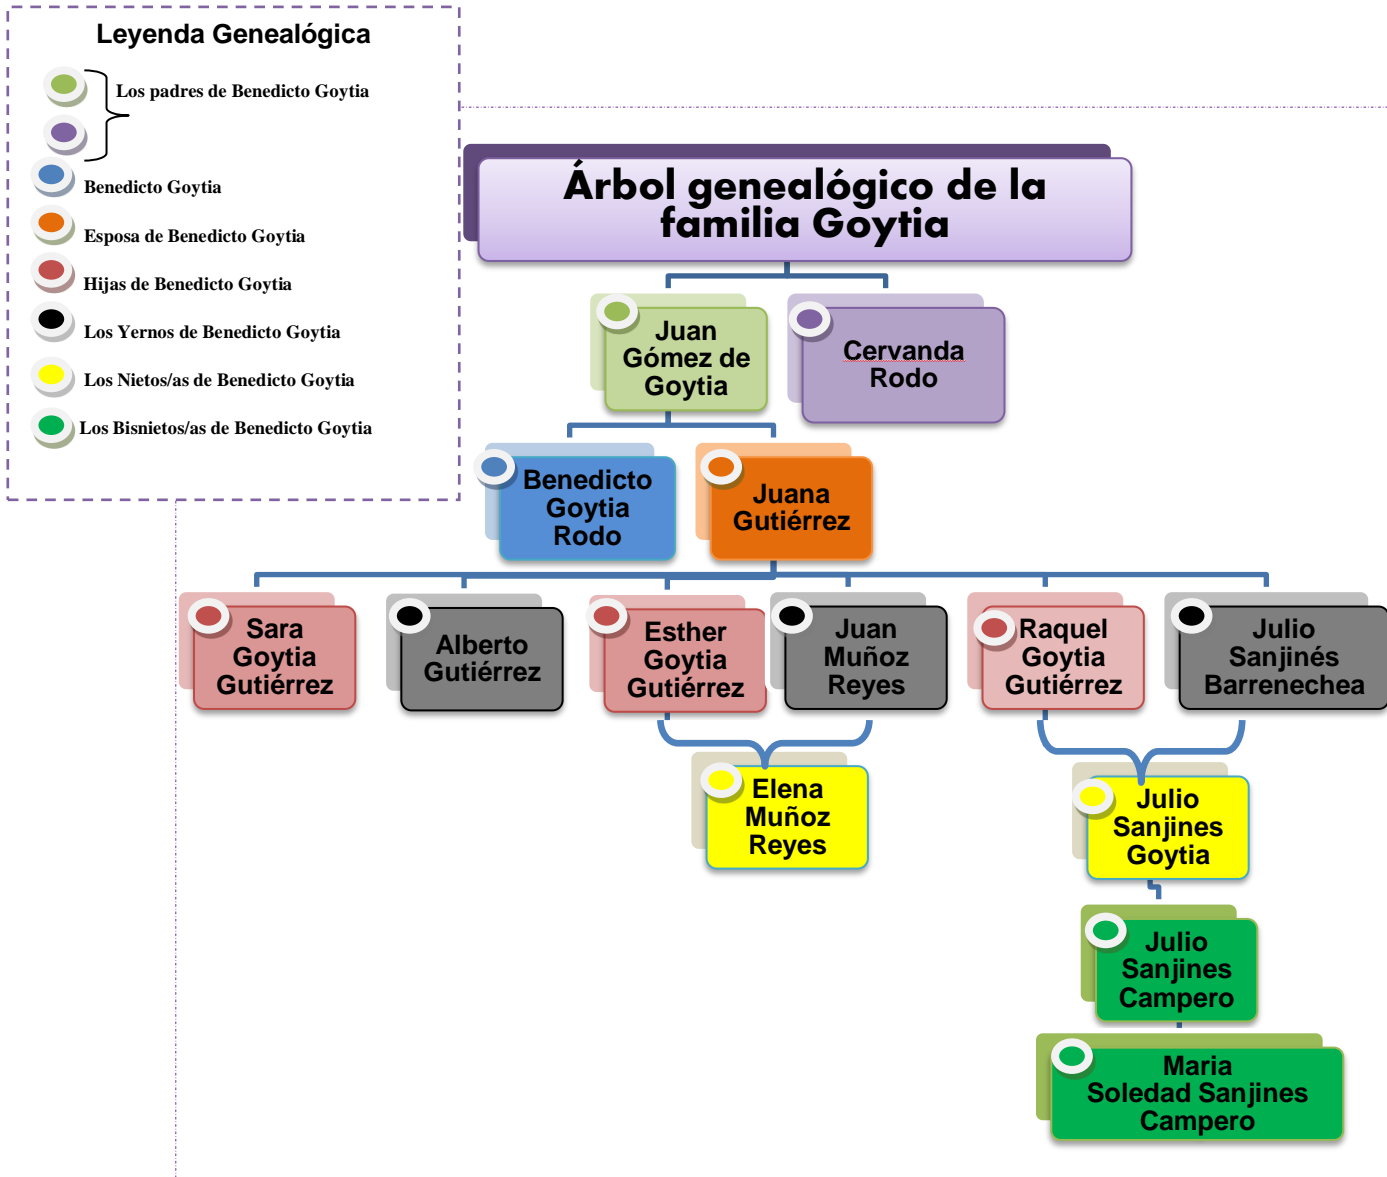 Leyenda Genealógica
Los padres de Benedicto Goytia
Benedicto Goytia
Esposa de Benedicto Goytia
Hijas de Benedicto Goytia
Los Yernos de Benedicto Goytia
Los Nietos/as de Benedicto Goytia
Los Bisnietos/as de Benedicto Goytia
Árbol genealógico de la
familia Goytia
Juan
Gómez de
Goytia
Cervanda
Rodo
Benedicto
Goytia
Rodo
Juana
Gutiérrez
Sara
Goytia
Gutiérrez
Alberto
Gutiérrez
Esther
Goytia
Gutiérrez
Juan
Muñoz
Reyes
Raquel
Goytia
Gutiérrez
Julio
Sanjinés
Barrenechea
Elena
Muñoz
Reyes
Julio
Sanjines
Goytia
Julio
Sanjines
Campero
Maria
Soledad Sanjines
Campero